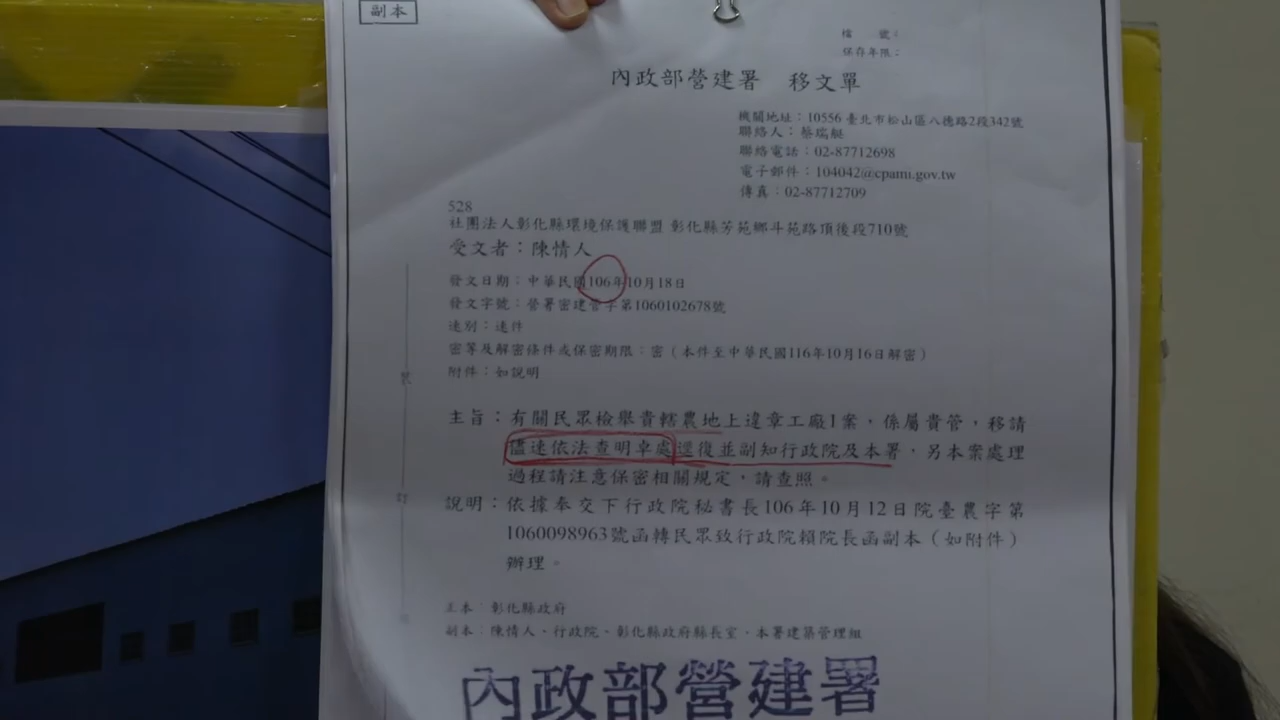 副本
檔　號：
保存年限：
內政部營建署　移文單
機關地址：10556 臺北市松山區八德路2段342號
聯絡人：蔡瑞艇
聯絡電話：02-87712698
電子郵件：104042@cpami.gov.tw
傳真：02-87712709
528
社團法人彰化縣環境保護聯盟 彰化縣芳苑鄉斗苑路頂後段710號
受文者：陳情人
發文日期：中華民國106年10月18日
發文字號：營署密建管字第1060102678號
速別：速件
密等及解密條件或保密期限：密（本件至中華民國116年10月16日解密）
附件：如說明
主旨：有關民眾檢舉貴轄農地上違章工廠1案，係屬貴管，移請
儘速依法查明卓處逕復並副知行政院及本署，另本案處理
過程請注意保密相關規定，請查照。
說明：依據奉交下行政院秘書長106年10月12日院臺農字第
1060098963號函轉民眾致行政院賴院長函副本（如附件）
辦理。
正本：彰化縣政府
副本：陳情人、行政院、彰化縣政府縣長室、本署建築管理組
內政部營建署